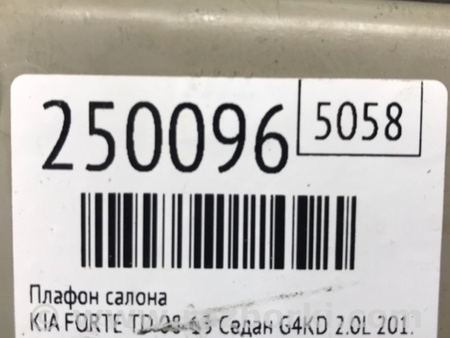 250096
5058
Плафон салона
KIA FORTE TD 08-13 Седан G4KD 2.0L 201.